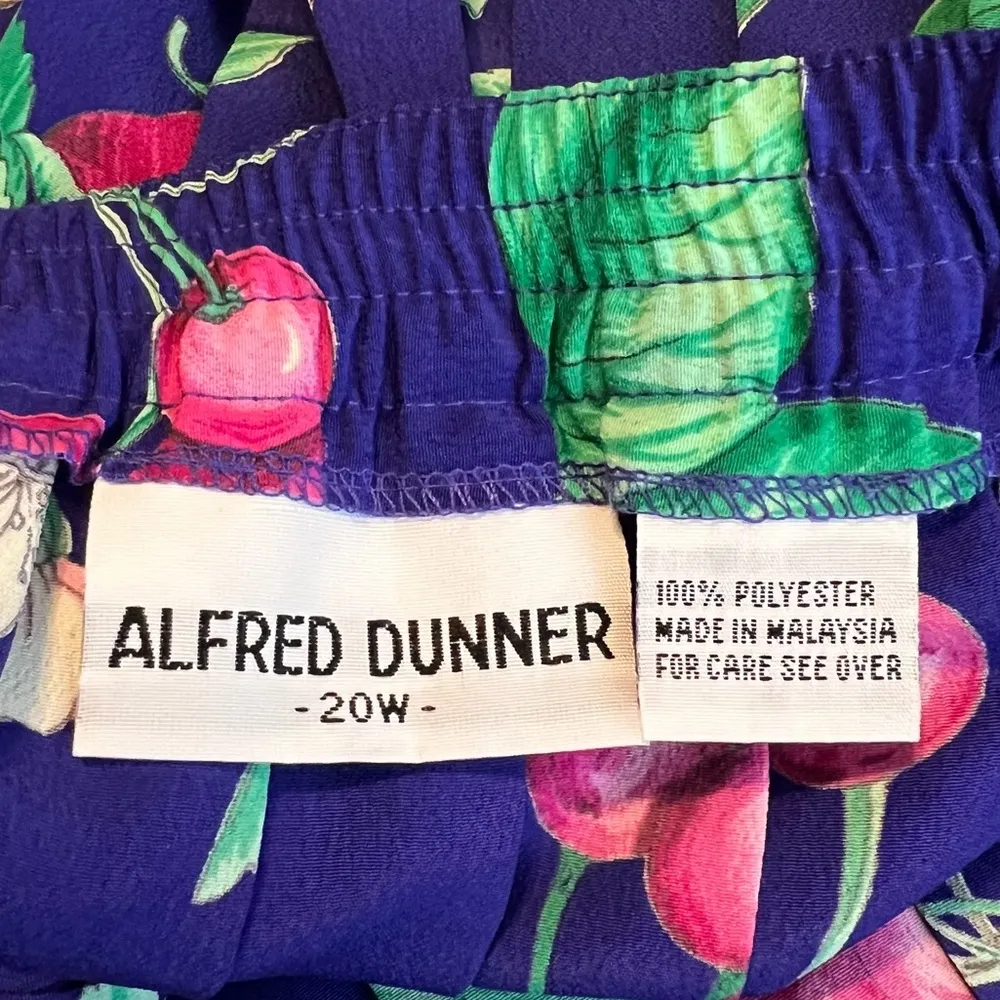 ALFRED DUNNER
- 20W -
100% POLYESTER
MADE IN MALAYSIA
FOR CARE SEE OVER